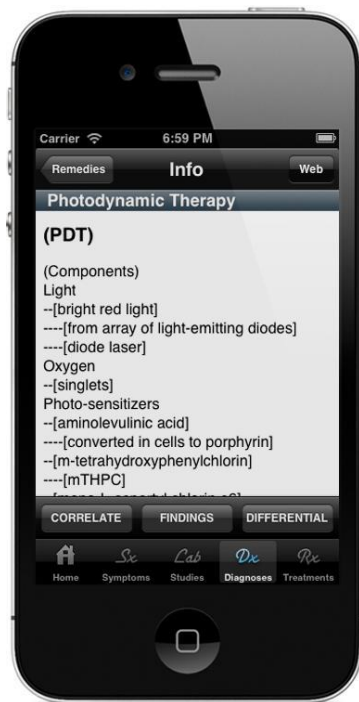 Carrier 6:59 PM
Remedies Info Web
Photodynamic Therapy
(PDT)
(Components)
Light
--[bright red light]
----[from array of light-emitting diodes]
----[diode laser]
Oxygen
--[singlets]
Photo-sensitizers
--[aminolevulinic acid]
----[converted in cells to porphyrin]
--[m-tetrahydroxyphenylchlorin]
----[mTHPC]
CORRELATE FINDINGS DIFFERENTIAL
Sx Lab Dx Rx
Home Symptoms Studies Diagnoses Treatments